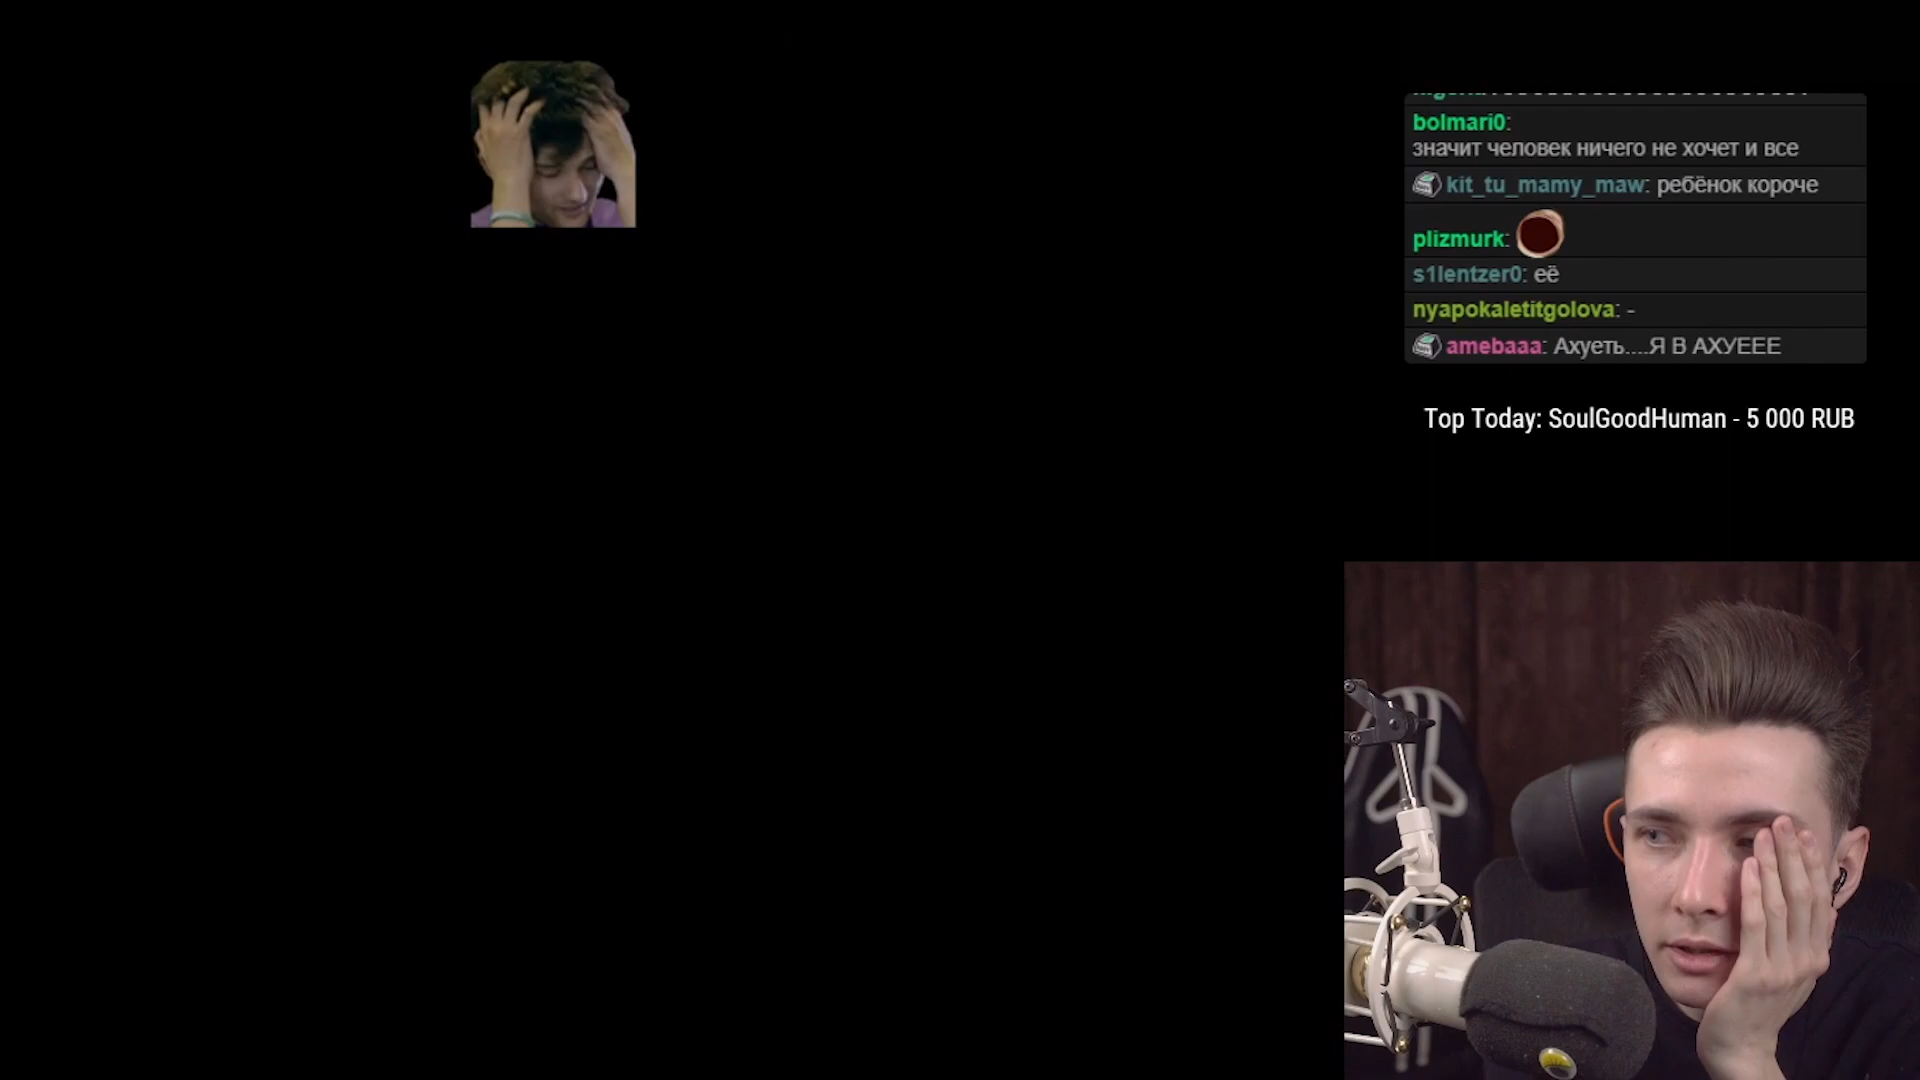 bolmari0:
значит человек ничего не хочет и все
kit_tu_mamy_maw: ребёнок короче
plizmurk:
s1lentzer0: её
nyapokaletitgolova: -
amebaaa: Ахуеть....Я В АХУЕЕЕ
Top Today: SoulGoodHuman - 5 000 RUB